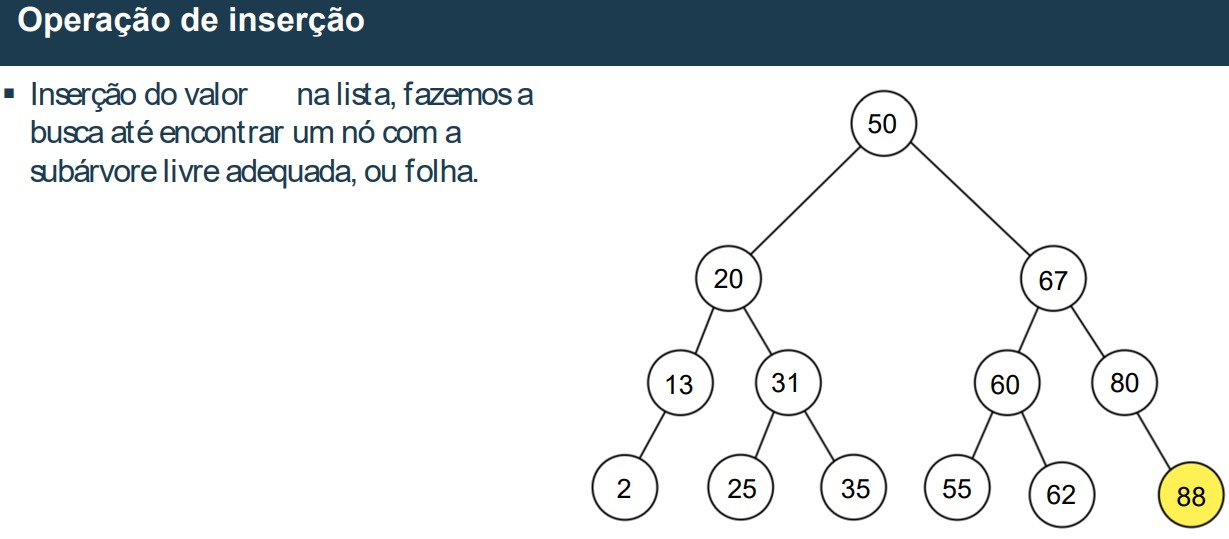 Operação de inserção
▪ Inserção do valor na lista, fazemos a
busca até encontrar um nó com a
subárvore livre adequada, ou folha.
50
20 67
13 31 60 80
2 25 35 55 62 88